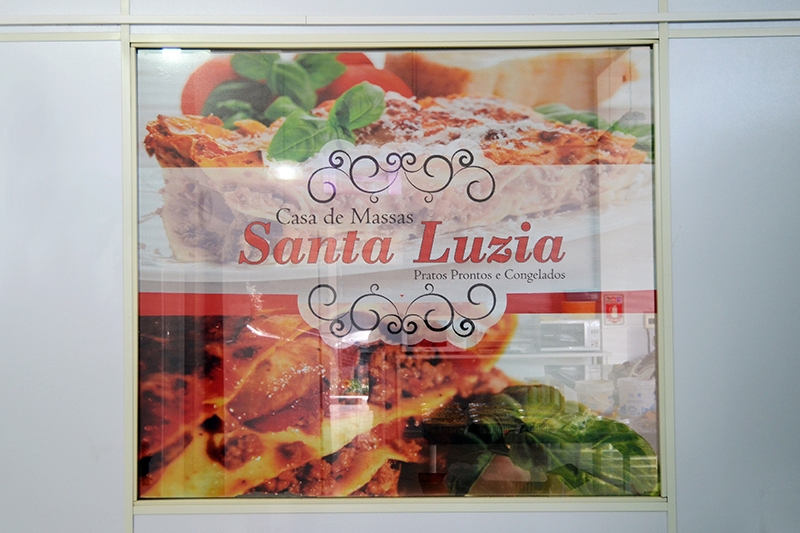 Casa de Massas
Santa Luzia
Pratos Prontos e Congelados